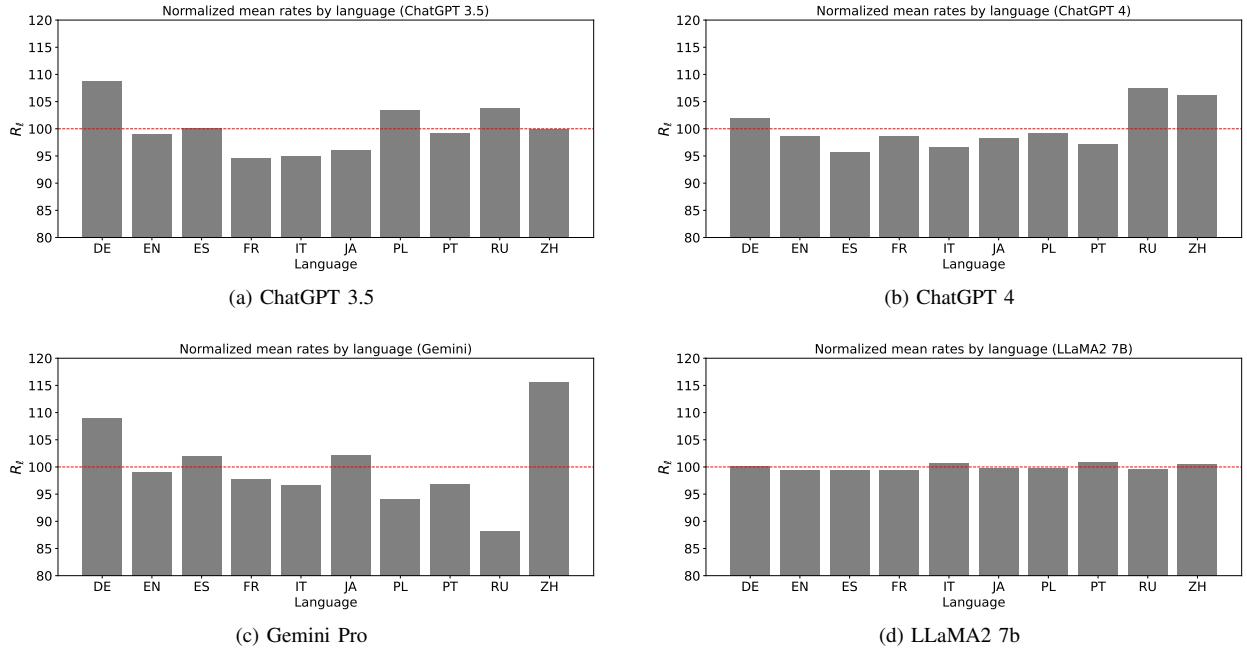 Normalized mean rates by language (ChatGPT 3.5)
120
115
110
105
100
95
90
85
80
R_ℓ
DE EN ES FR IT JA PL PT RU ZH
Language
(a) ChatGPT 3.5
Normalized mean rates by language (ChatGPT 4)
120
115
110
105
100
95
90
85
80
R_ℓ
DE EN ES FR IT JA PL PT RU ZH
Language
(b) ChatGPT 4
Normalized mean rates by language (Gemini)
120
115
110
105
100
95
90
85
80
R_ℓ
DE EN ES FR IT JA PL PT RU ZH
Language
(c) Gemini Pro
Normalized mean rates by language (LLaMA2 7B)
120
115
110
105
100
95
90
85
80
R_ℓ
DE EN ES FR IT JA PL PT RU ZH
Language
(d) LLaMA2 7b